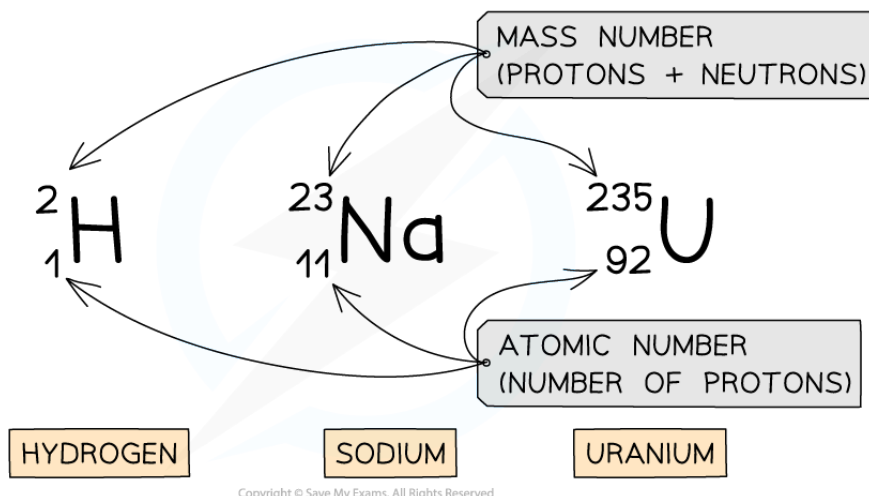 MASS NUMBER
(PROTONS + NEUTRONS)
2
1
H
23
11
Na
235
92
U
ATOMIC NUMBER
(NUMBER OF PROTONS)
HYDROGEN
SODIUM
URANIUM
Copyright © Save My Exams. All Rights Reserved